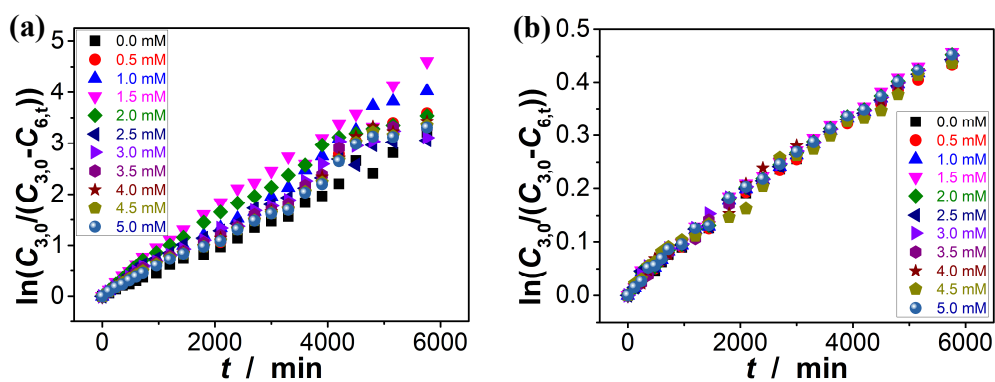 (a)
ln(C3,0/(C3,0-C6,t))
5
4
3
2
1
0
0.0 mM
0.5 mM
1.0 mM
1.5 mM
2.0 mM
2.5 mM
3.0 mM
3.5 mM
4.0 mM
4.5 mM
5.0 mM
0 2000 4000 6000
t / min
(b)
ln(C3,0/(C3,0-C6,t))
0.5
0.4
0.3
0.2
0.1
0.0
0.0 mM
0.5 mM
1.0 mM
1.5 mM
2.0 mM
2.5 mM
3.0 mM
3.5 mM
4.0 mM
4.5 mM
5.0 mM
0 2000 4000 6000
t / min